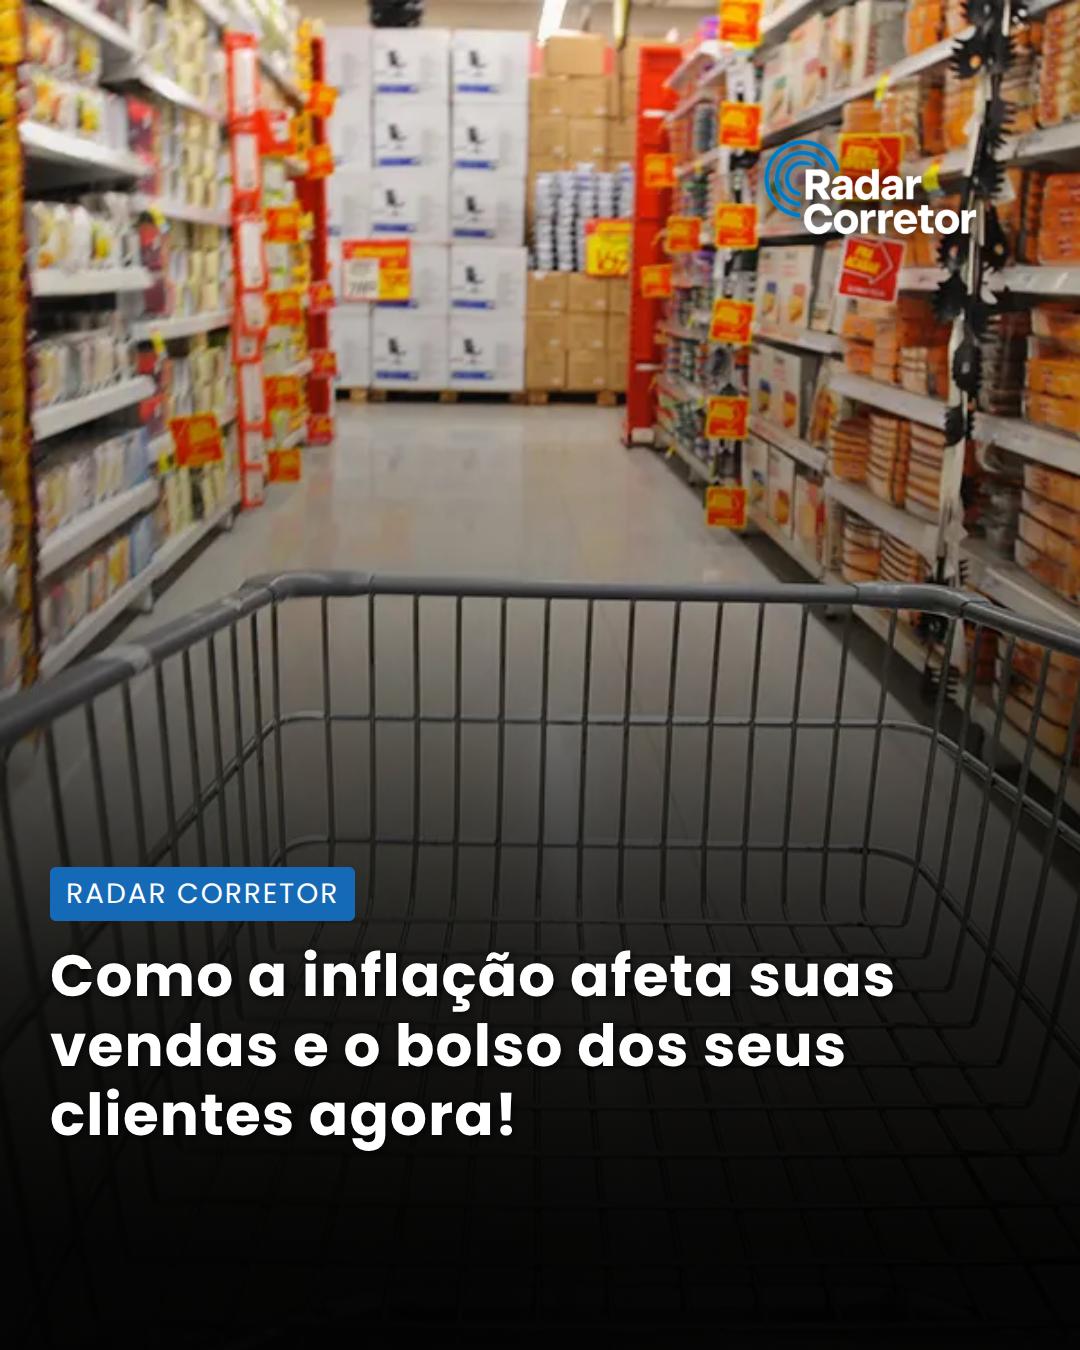 Radar
Corretor
RADAR CORRETOR
Como a inflação afeta suas
vendas e o bolso dos seus
clientes agora!